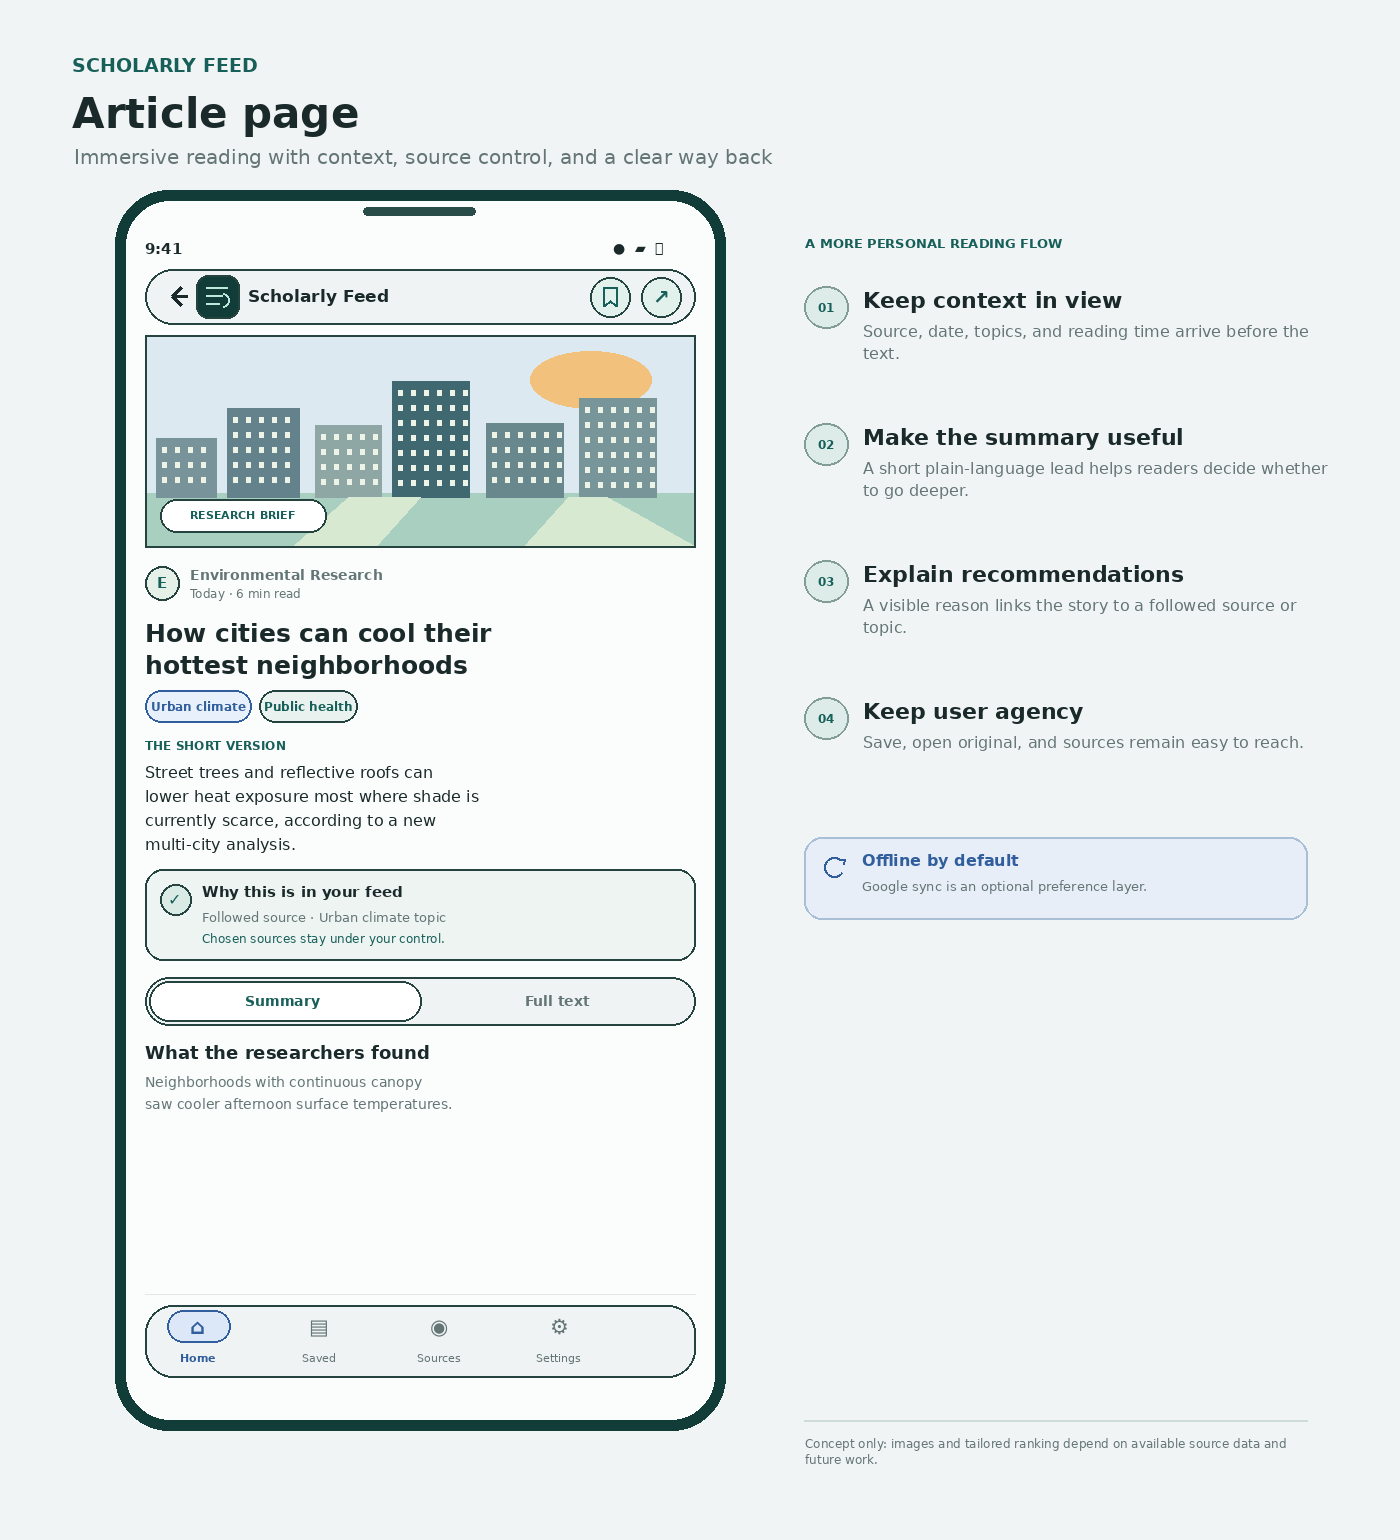 SCHOLARLY FEED
Article page
Immersive reading with context, source control, and a clear way back
9:41
Scholarly Feed
RESEARCH BRIEF
E
Environmental Research
Today · 6 min read
How cities can cool their
hottest neighborhoods
Urban climate
Public health
THE SHORT VERSION
Street trees and reflective roofs can
lower heat exposure most where shade is
currently scarce, according to a new
multi-city analysis.
Why this is in your feed
Followed source · Urban climate topic
Chosen sources stay under your control.
Summary
Full text
What the researchers found
Neighborhoods with continuous canopy
saw cooler afternoon surface temperatures.
Home
Saved
Sources
Settings
A MORE PERSONAL READING FLOW
01
Keep context in view
Source, date, topics, and reading time arrive before the
text.
02
Make the summary useful
A short plain-language lead helps readers decide whether
to go deeper.
03
Explain recommendations
A visible reason links the story to a followed source or
topic.
04
Keep user agency
Save, open original, and sources remain easy to reach.
Offline by default
Google sync is an optional preference layer.
Concept only: images and tailored ranking depend on available source data and
future work.